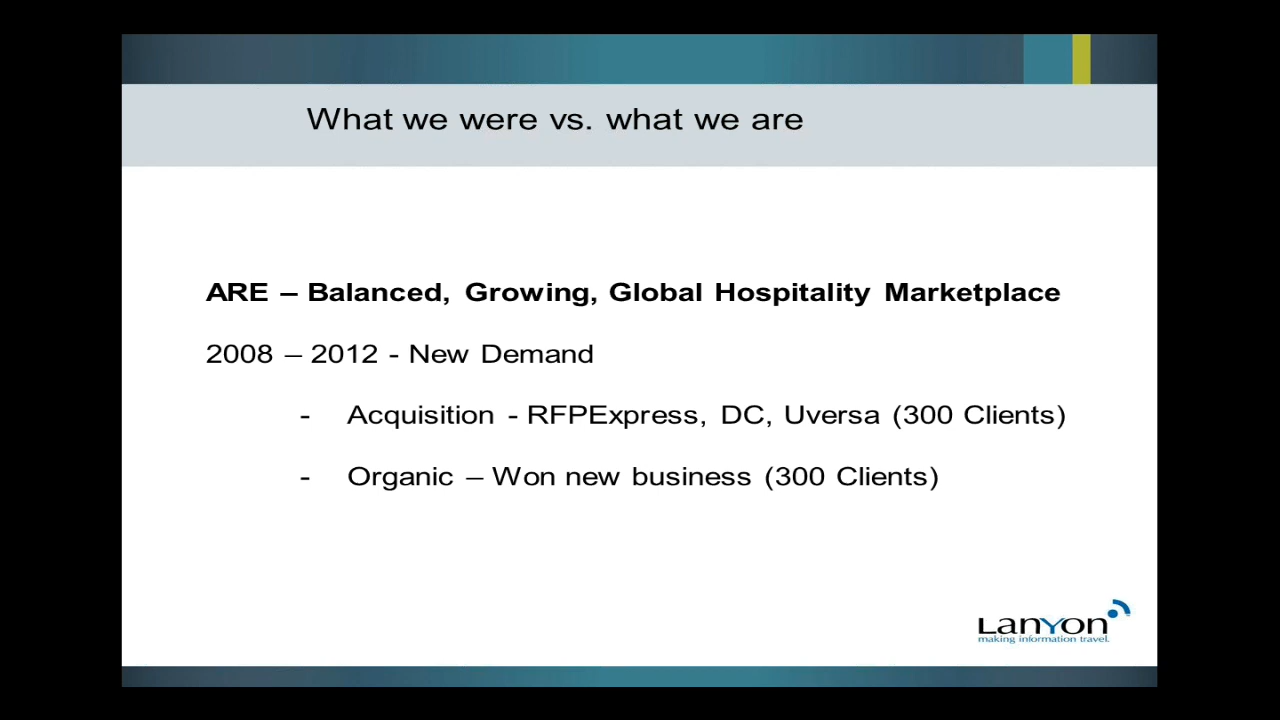 What we were vs. what we are
ARE – Balanced, Growing, Global Hospitality Marketplace
2008 – 2012 - New Demand
- Acquisition - RFPExpress, DC, Uversa (300 Clients)
- Organic – Won new business (300 Clients)
Lanyon
making information travel.